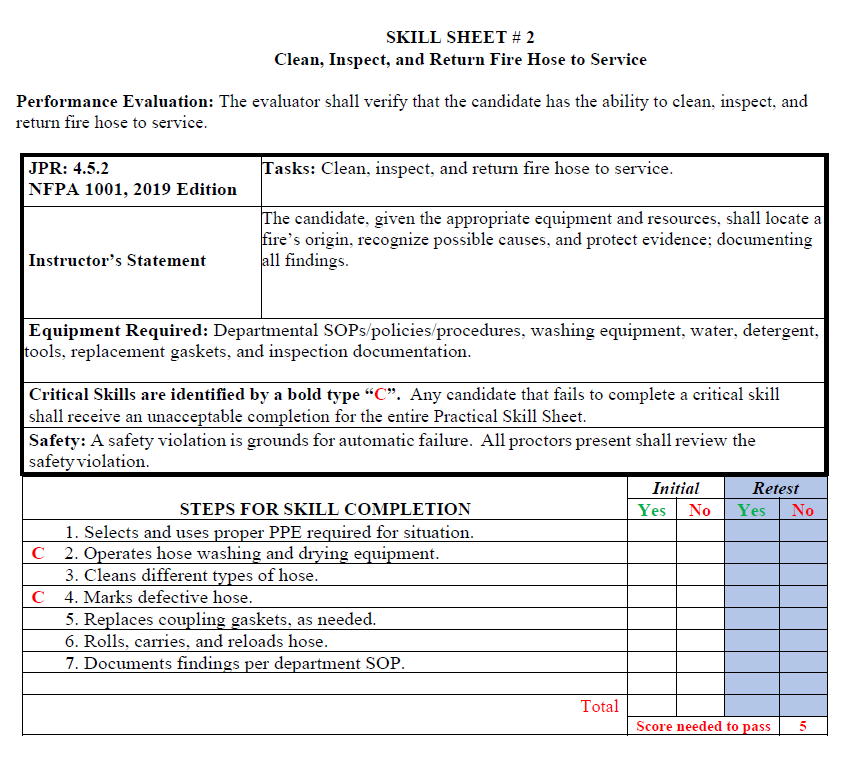 SKILL SHEET # 2
Clean, Inspect, and Return Fire Hose to Service
Performance Evaluation: The evaluator shall verify that the candidate has the ability to clean, inspect, and
return fire hose to service.
JPR: 4.5.2
NFPA 1001, 2019 Edition
Tasks: Clean, inspect, and return fire hose to service.
Instructor's Statement
The candidate, given the appropriate equipment and resources, shall locate a
fire's origin, recognize possible causes, and protect evidence; documenting
all findings.
Equipment Required: Departmental SOPs/policies/procedures, washing equipment, water, detergent,
tools, replacement gaskets, and inspection documentation.
Critical Skills are identified by a bold type “C”. Any candidate that fails to complete a critical skill
shall receive an unacceptable completion for the entire Practical Skill Sheet.
Safety: A safety violation is grounds for automatic failure. All proctors present shall review the
safety violation.
STEPS FOR SKILL COMPLETION
Initial
Retest
Yes No Yes No
1. Selects and uses proper PPE required for situation.
C 2. Operates hose washing and drying equipment.
3. Cleans different types of hose.
C 4. Marks defective hose.
5. Replaces coupling gaskets, as needed.
6. Rolls, carries, and reloads hose.
7. Documents findings per department SOP.
Total
Score needed to pass 5